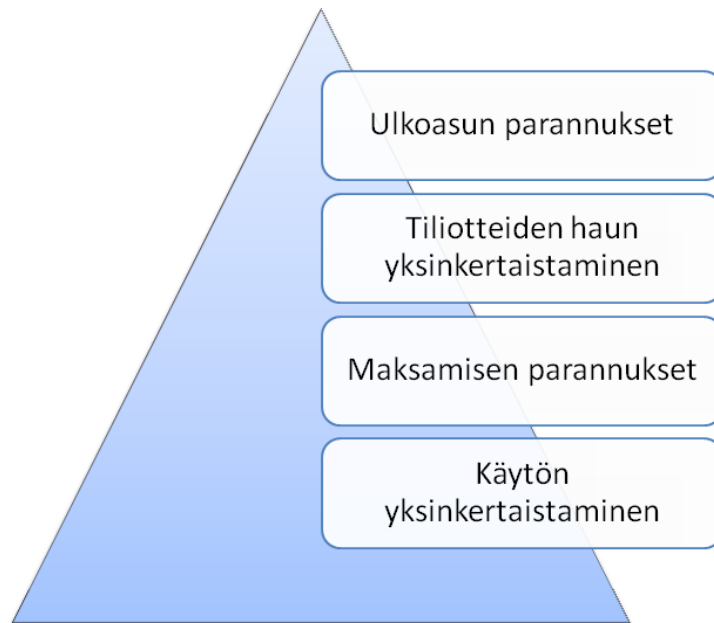 Ulkoasun parannukset
Tiliotteiden haun
yksinkertaistaminen
Maksamisen parannukset
Käytön
yksinkertaistaminen